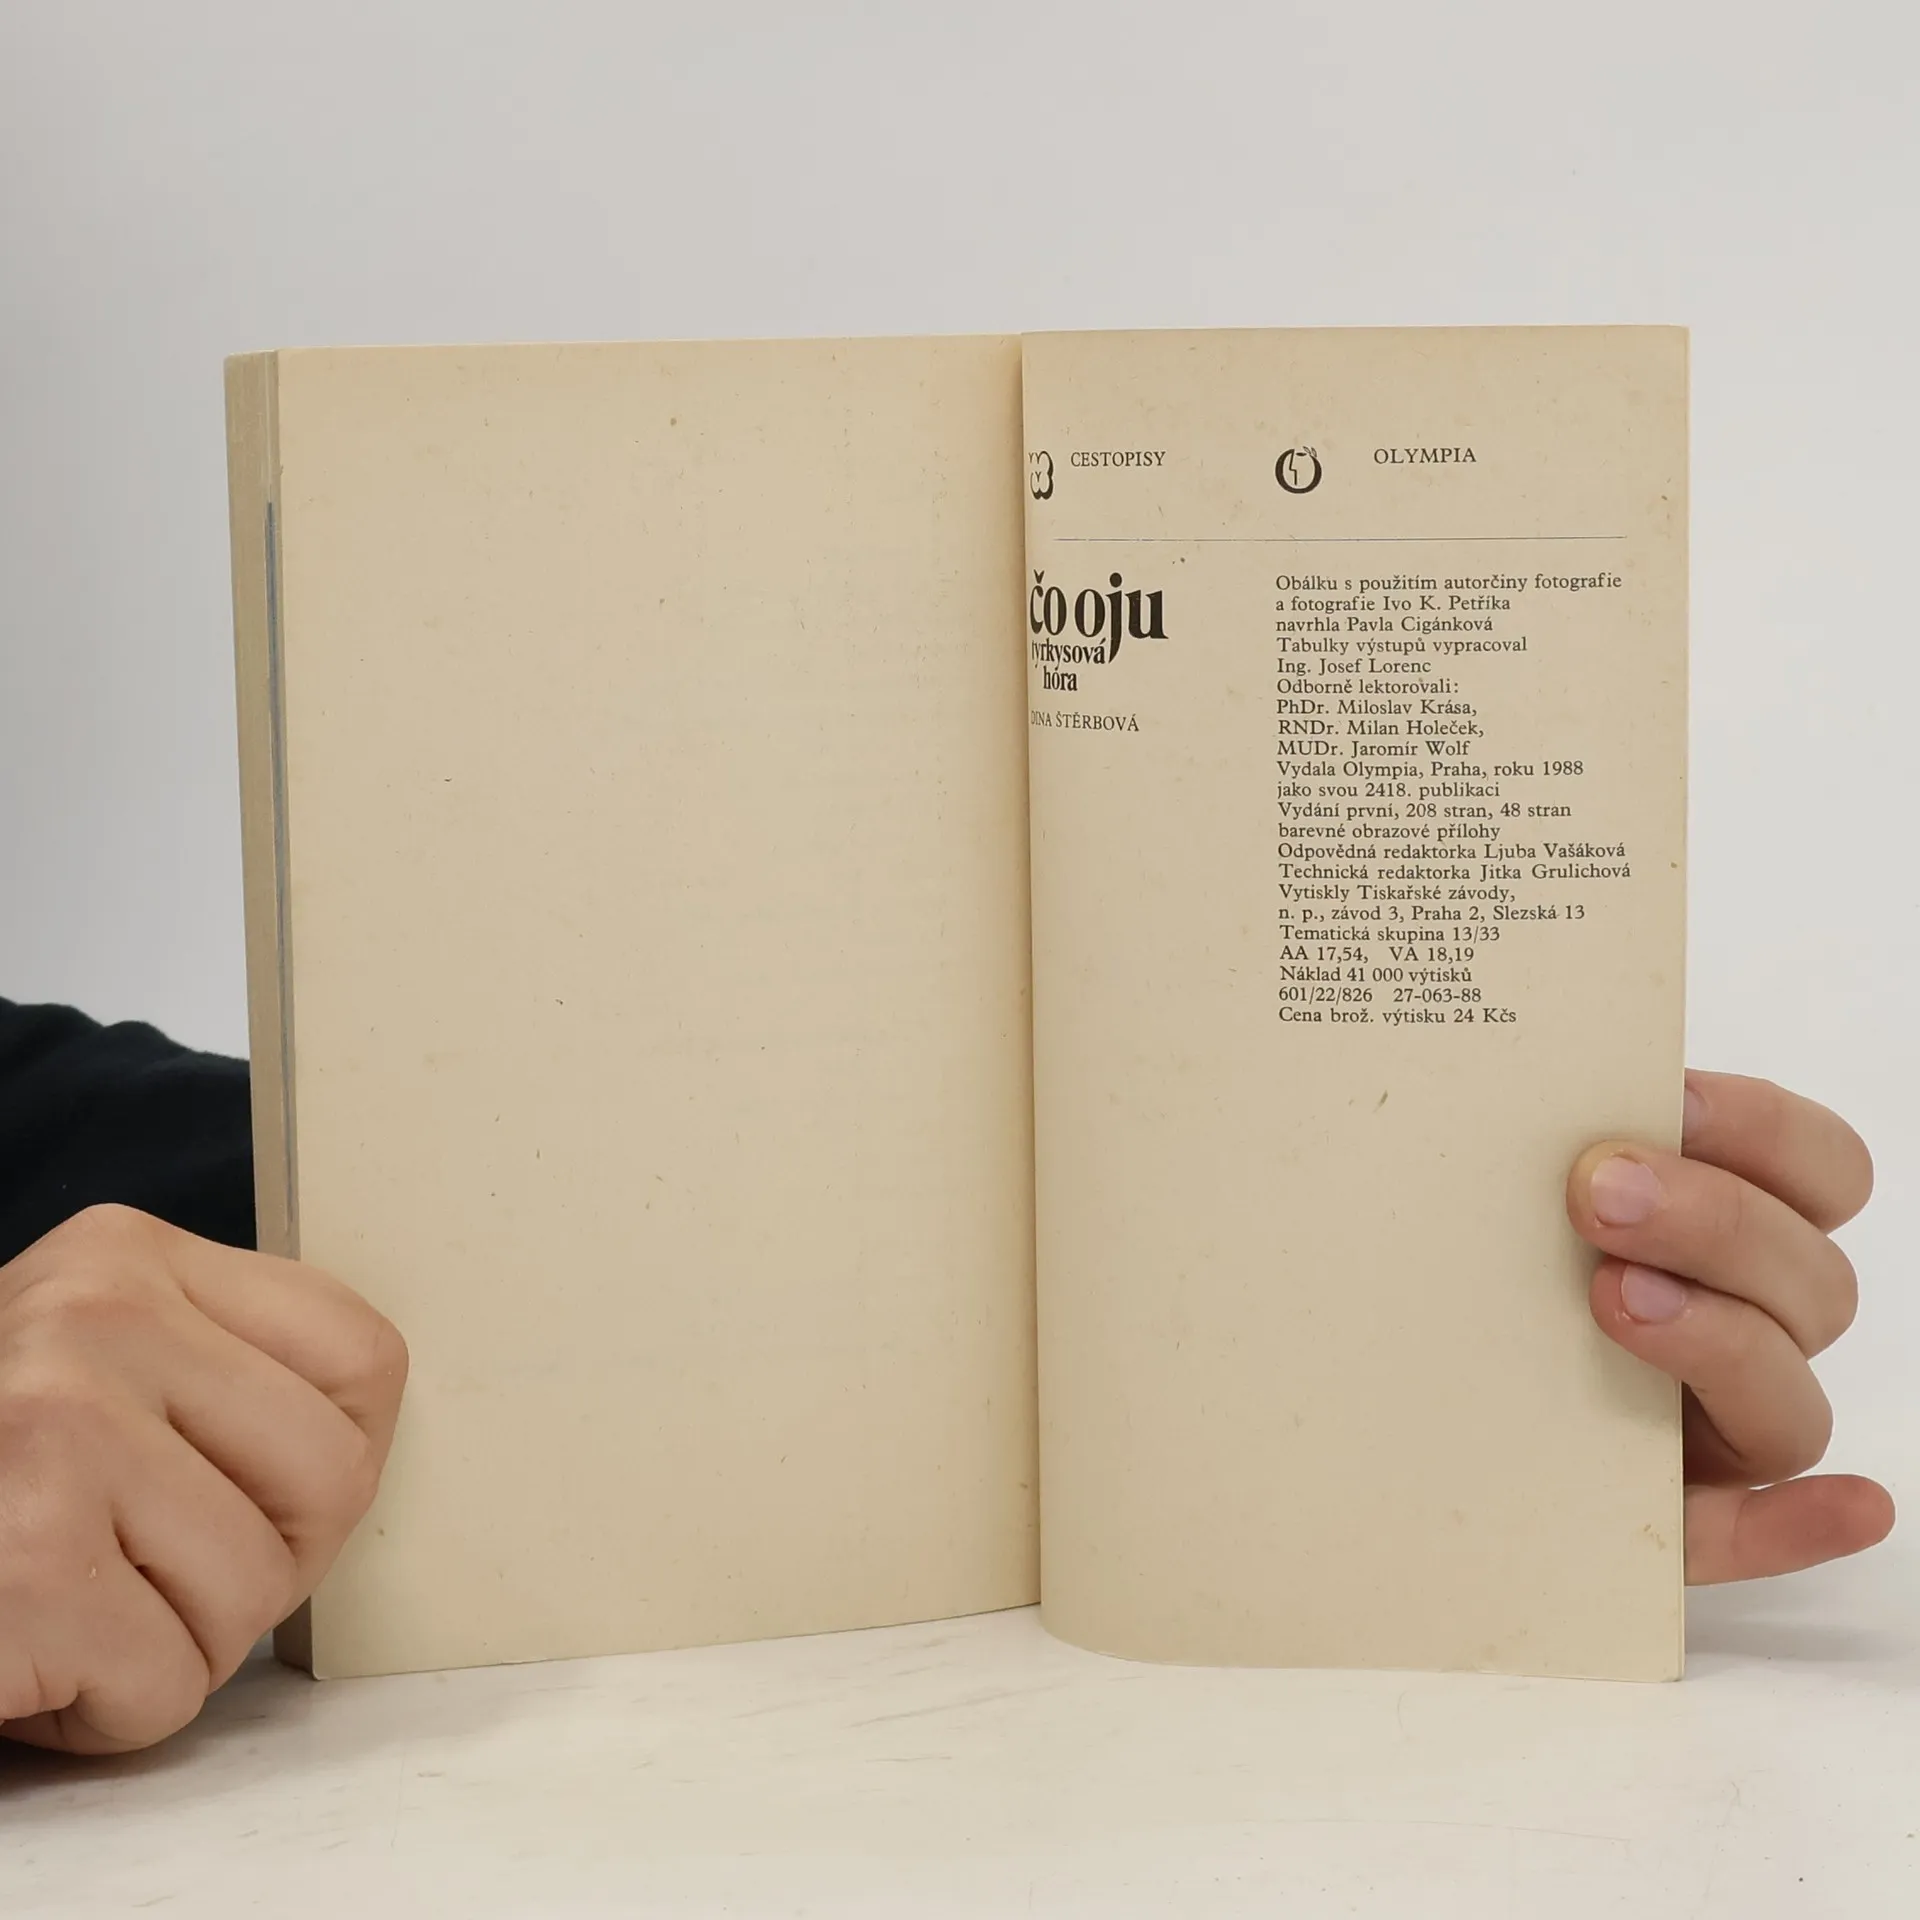 CESTOPISY
OLYMPIA
čo oju
tyrkysová
hora
DINA ŠTĚRBOVÁ
Obálku s použitím autorčiny fotografie
a fotografie Ivo K. Petříka
navrhla Pavla Cigánková
Tabulky výstupů vypracoval
Ing. Josef Lorenc
Odborně lektorovali:
PhDr. Miloslav Krása,
RNDr. Milan Holeček,
MUDr. Jaromír Wolf
Vydala Olympia, Praha, roku 1988
jako svou 2418. publikaci
Vydání první, 208 stran, 48 stran
barevné obrazové přílohy
Odpovědná redaktorka Ljuba Vašáková
Technická redaktorka Jitka Grulichová
Vytiskly Tiskařské závody,
n. p., závod 3, Praha 2, Slezská 13
Tematická skupina 13/33
AA 17,54, VA 18,19
Náklad 41 000 výtisků
601/22/826 27-063-88
Cena brož. výtisku 24 Kčs